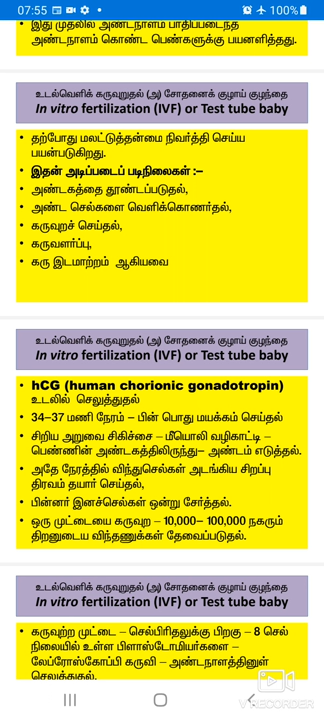 07:55
100%
• இது முதலில் அண்டநாளம் பாதிப்படைந்த
அண்டநாளம் கொண்ட பெண்களுக்கு பயனளித்தது.
உடல்வெளிக் கருவுறுதல் (அ) சோதனைக் குழாய் குழந்தை
In vitro fertilization (IVF) or Test tube baby
• தற்போது மலட்டுத்தன்மை நிவர்த்தி செய்ய
பயன்படுகிறது.
• இதன் அடிப்படைப் படிநிலைகள் :–
• அண்டகத்தை தூண்டப்படுதல்,
• அண்ட செல்களை வெளிக்கொணர்தல்,
• கருவுறச் செய்தல்,
• கருவளர்ப்பு,
• கரு இடமாற்றம் ஆகியவை
உடல்வெளிக் கருவுறுதல் (அ) சோதனைக் குழாய் குழந்தை
In vitro fertilization (IVF) or Test tube baby
• hCG (human chorionic gonadotropin)
உடலில் செலுத்துதல்
• 34–37 மணி நேரம் – பின் பொது மயக்கம் செய்தல்
• சிறிய அறுவை சிகிச்சை – மீயொலி வழிகாட்டி –
பெண்ணின் அண்டகத்திலிருந்து– அண்டம் எடுத்தல்.
• அதே நேரத்தில் விந்துசெல்கள் அடங்கிய சிறப்பு
திரவம் தயார் செய்தல்,
• பின்னர் இனச்செல்கள் ஒன்று சேர்த்தல்.
• ஒரு முட்டையை கருவுற – 10,000– 100,000 நகரும்
திறனுடைய விந்தணுக்கள் தேவைப்படுதல்.
உடல்வெளிக் கருவுறுதல் (அ) சோதனைக் குழாய் குழந்தை
In vitro fertilization (IVF) or Test tube baby
• கருவுற்ற முட்டை – செல்பிரிதலுக்கு பிறகு – 8 செல்
நிலையில் உள்ள பிளாஸ்டோமியர்களை –
லேப்ரோஸ்கோப்பி கருவி – அண்டநாளத்தினுள்
செலுத்துதல்.
V RECORDER